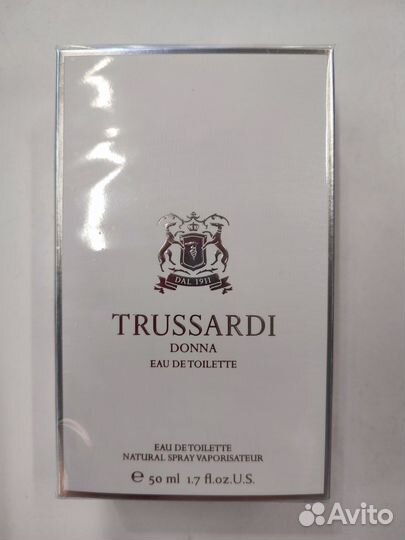 DAL 1911
TRUSSARDI
DONNA
EAU DE TOILETTE
EAU DE TOILETTE
NATURAL SPRAY VAPORISATEUR
e 50 ml 1.7 fl.oz.U.S.
Avito